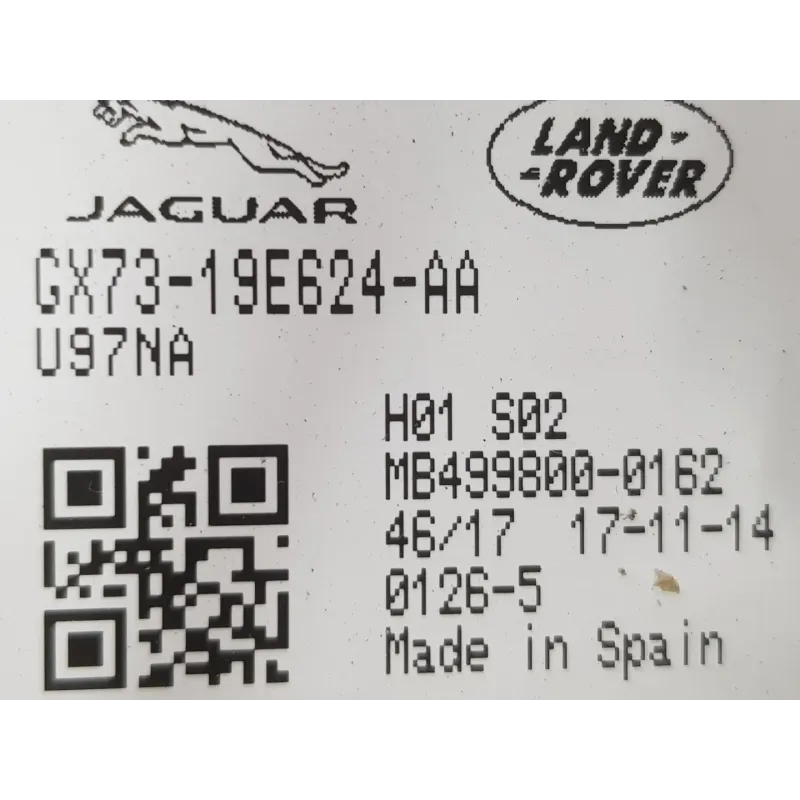 JAGUAR
LAND
ROVER
GX73-19E624-AA
U97NA
H01 S02
MB499800-0162
46/17 17-11-14
0126-5
Made in Spain